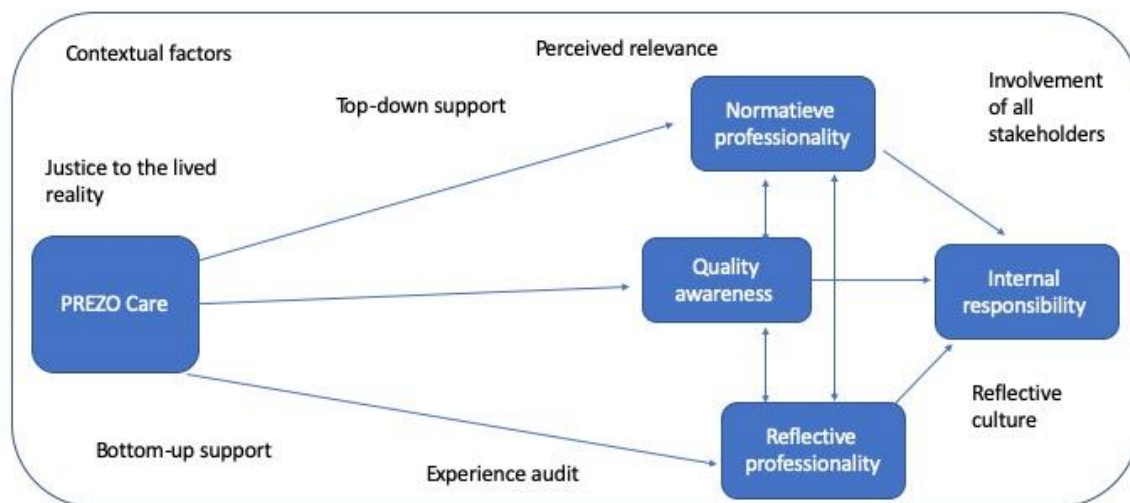 Contextual factors
Perceived relevance
Top-down support
Normatieve
professionality
Involvement
of all
stakeholders
Justice to the lived
reality
PREZO Care
Quality
awareness
Internal
responsibility
Reflective
culture
Bottom-up support
Experience audit
Reflective
professionality